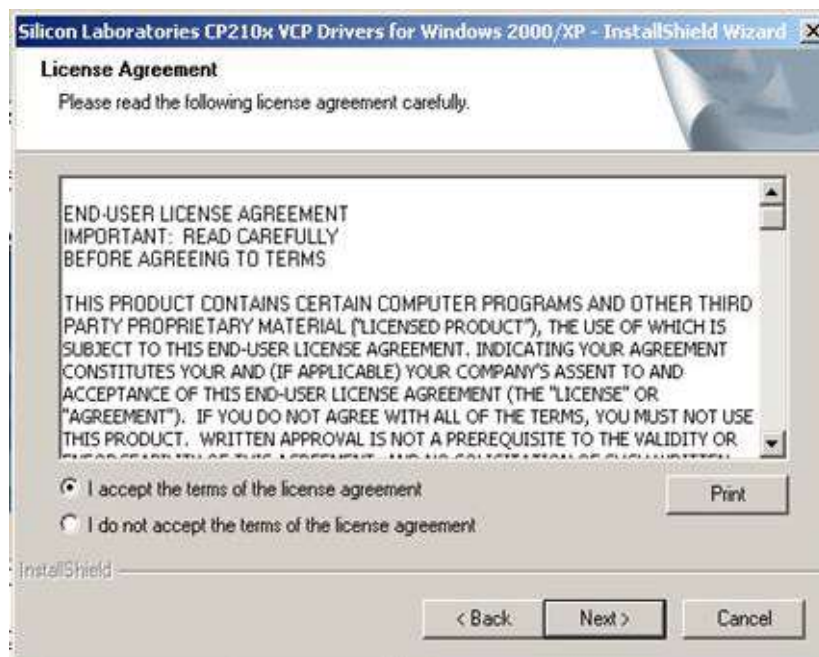 Silicon Laboratories CP210x VCP Drivers for Windows 2000/XP - InstallShield Wizard
License Agreement
Please read the following license agreement carefully.
END-USER LICENSE AGREEMENT
IMPORTANT: READ CAREFULLY
BEFORE AGREEING TO TERMS
THIS PRODUCT CONTAINS CERTAIN COMPUTER PROGRAMS AND OTHER THIRD
PARTY PROPRIETARY MATERIAL ("LICENSED PRODUCT"), THE USE OF WHICH IS
SUBJECT TO THIS END-USER LICENSE AGREEMENT. INDICATING YOUR AGREEMENT
CONSTITUTES YOUR AND (IF APPLICABLE) YOUR COMPANY'S ASSENT TO AND
ACCEPTANCE OF THIS END-USER LICENSE AGREEMENT (THE "LICENSE" OR
"AGREEMENT"). IF YOU DO NOT AGREE WITH ALL OF THE TERMS, YOU MUST NOT USE
THIS PRODUCT. WRITTEN APPROVAL IS NOT A PREREQUISITE TO THE VALIDITY OR
I accept the terms of the license agreement
Print
I do not accept the terms of the license agreement
InstallShield
< Back
Next >
Cancel